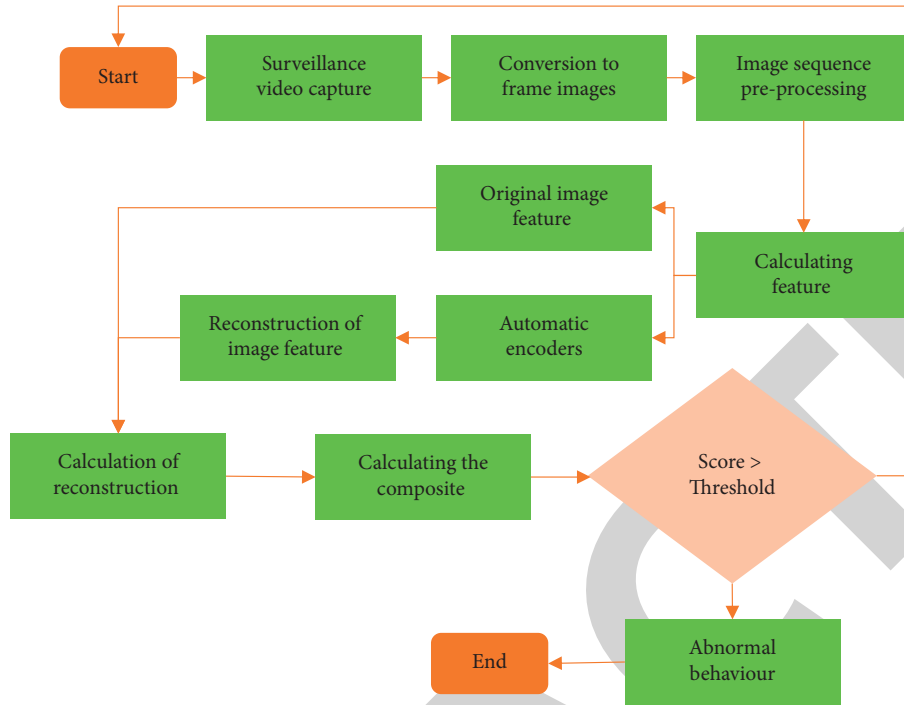 Start
Surveillance
video capture
Conversion to
frame images
Image sequence
pre-processing
Original image
feature
Calculating
feature
Reconstruction of
image feature
Automatic
encoders
Calculation of
reconstruction
Calculating the
composite
Score >
Threshold
End
Abnormal
behaviour